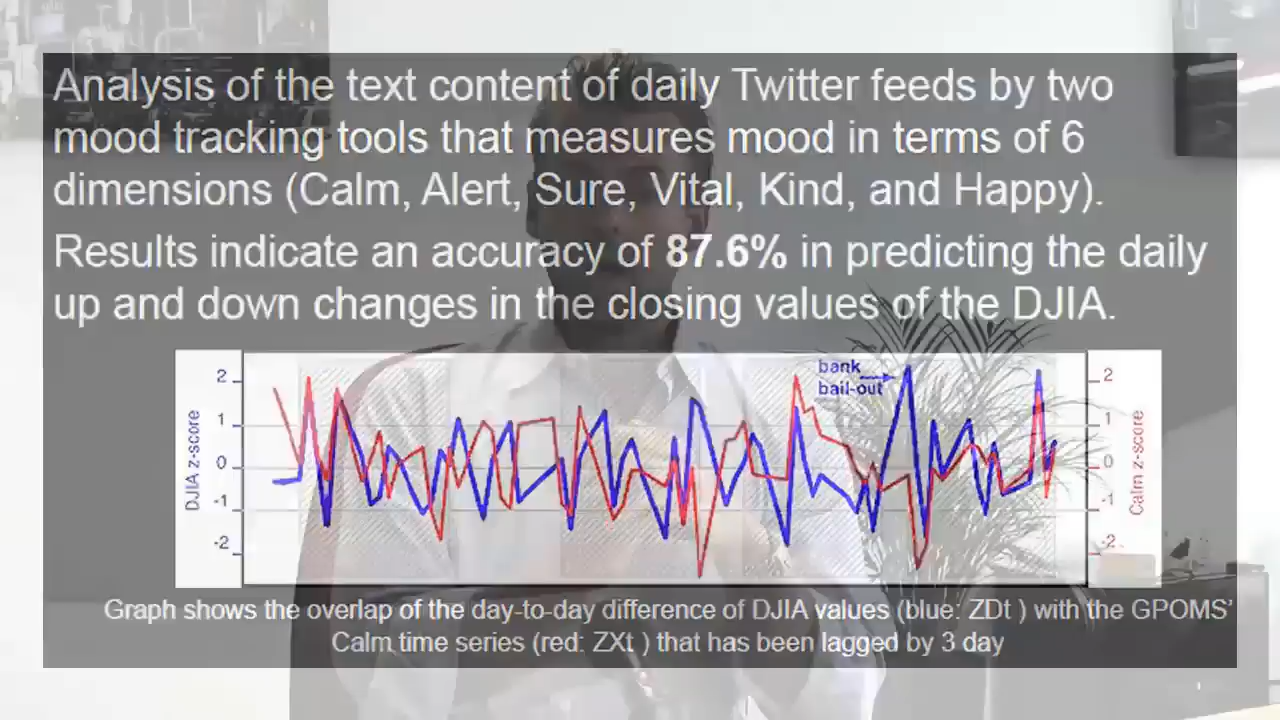 Analysis of the text content of daily Twitter feeds by two
mood tracking tools that measures mood in terms of 6
dimensions (Calm, Alert, Sure, Vital, Kind, and Happy).
Results indicate an accuracy of 87.6% in predicting the daily
up and down changes in the closing values of the DJIA.
bank
bail-out
DJIA z-score
2
1
0
-1
-2
2
1
0
-1
-2
Calm z-score
Graph shows the overlap of the day-to-day difference of DJIA values (blue: ZDt ) with the GPOMS'
Calm time series (red: ZXt ) that has been lagged by 3 day